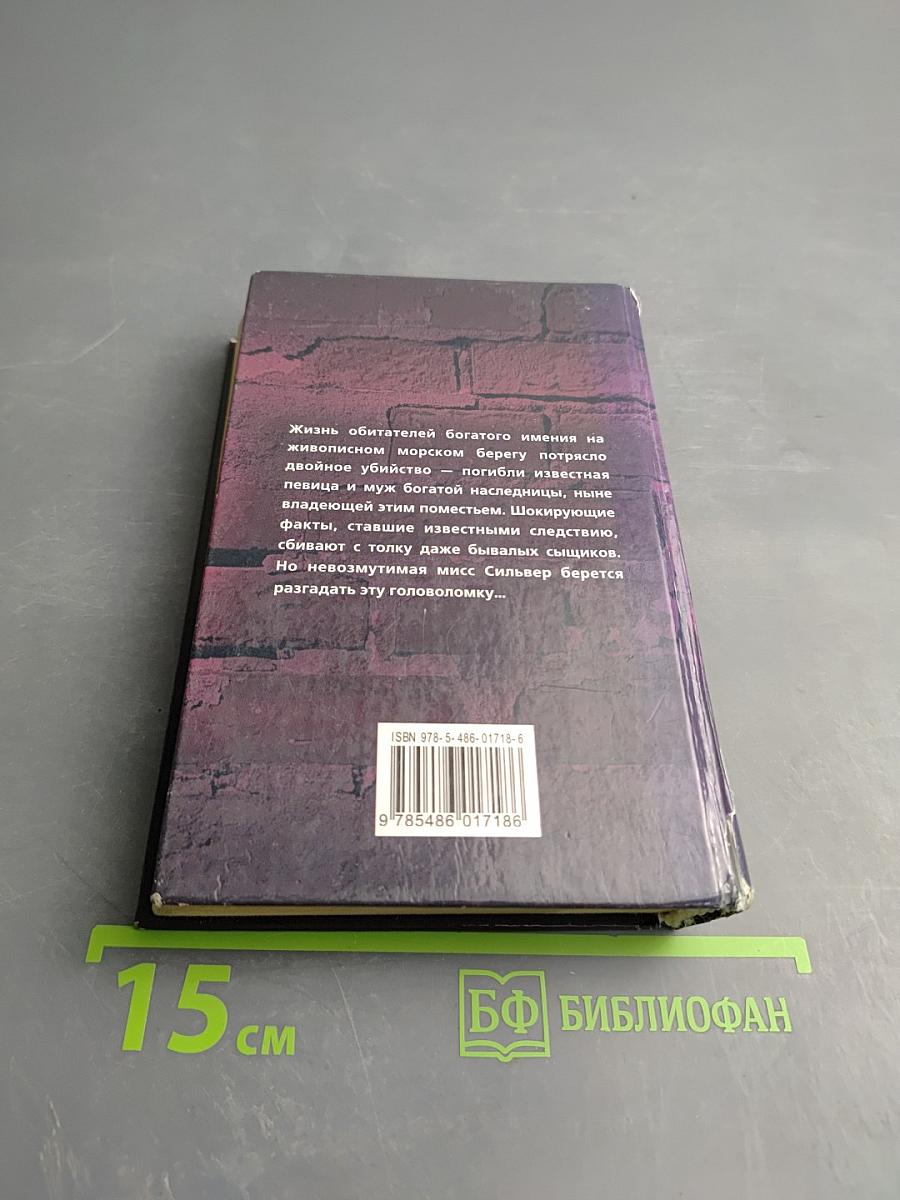 Жизнь обитателей богатого имения на
живописном морском берегу потрясло
двойное убийство — погибли известная
певица и муж богатой наследницы, ныне
владеющей этим поместьем. Шокирующие
факты, ставшие известными следствию,
сбивают с толку даже бывалых сыщиков.
Но невозмутимая мисс Сильвер берется
разгадать эту головоломку...
ISBN 978-5-486-01718-6
9 785486 017186
15 см
БФ БИБЛИОФАН